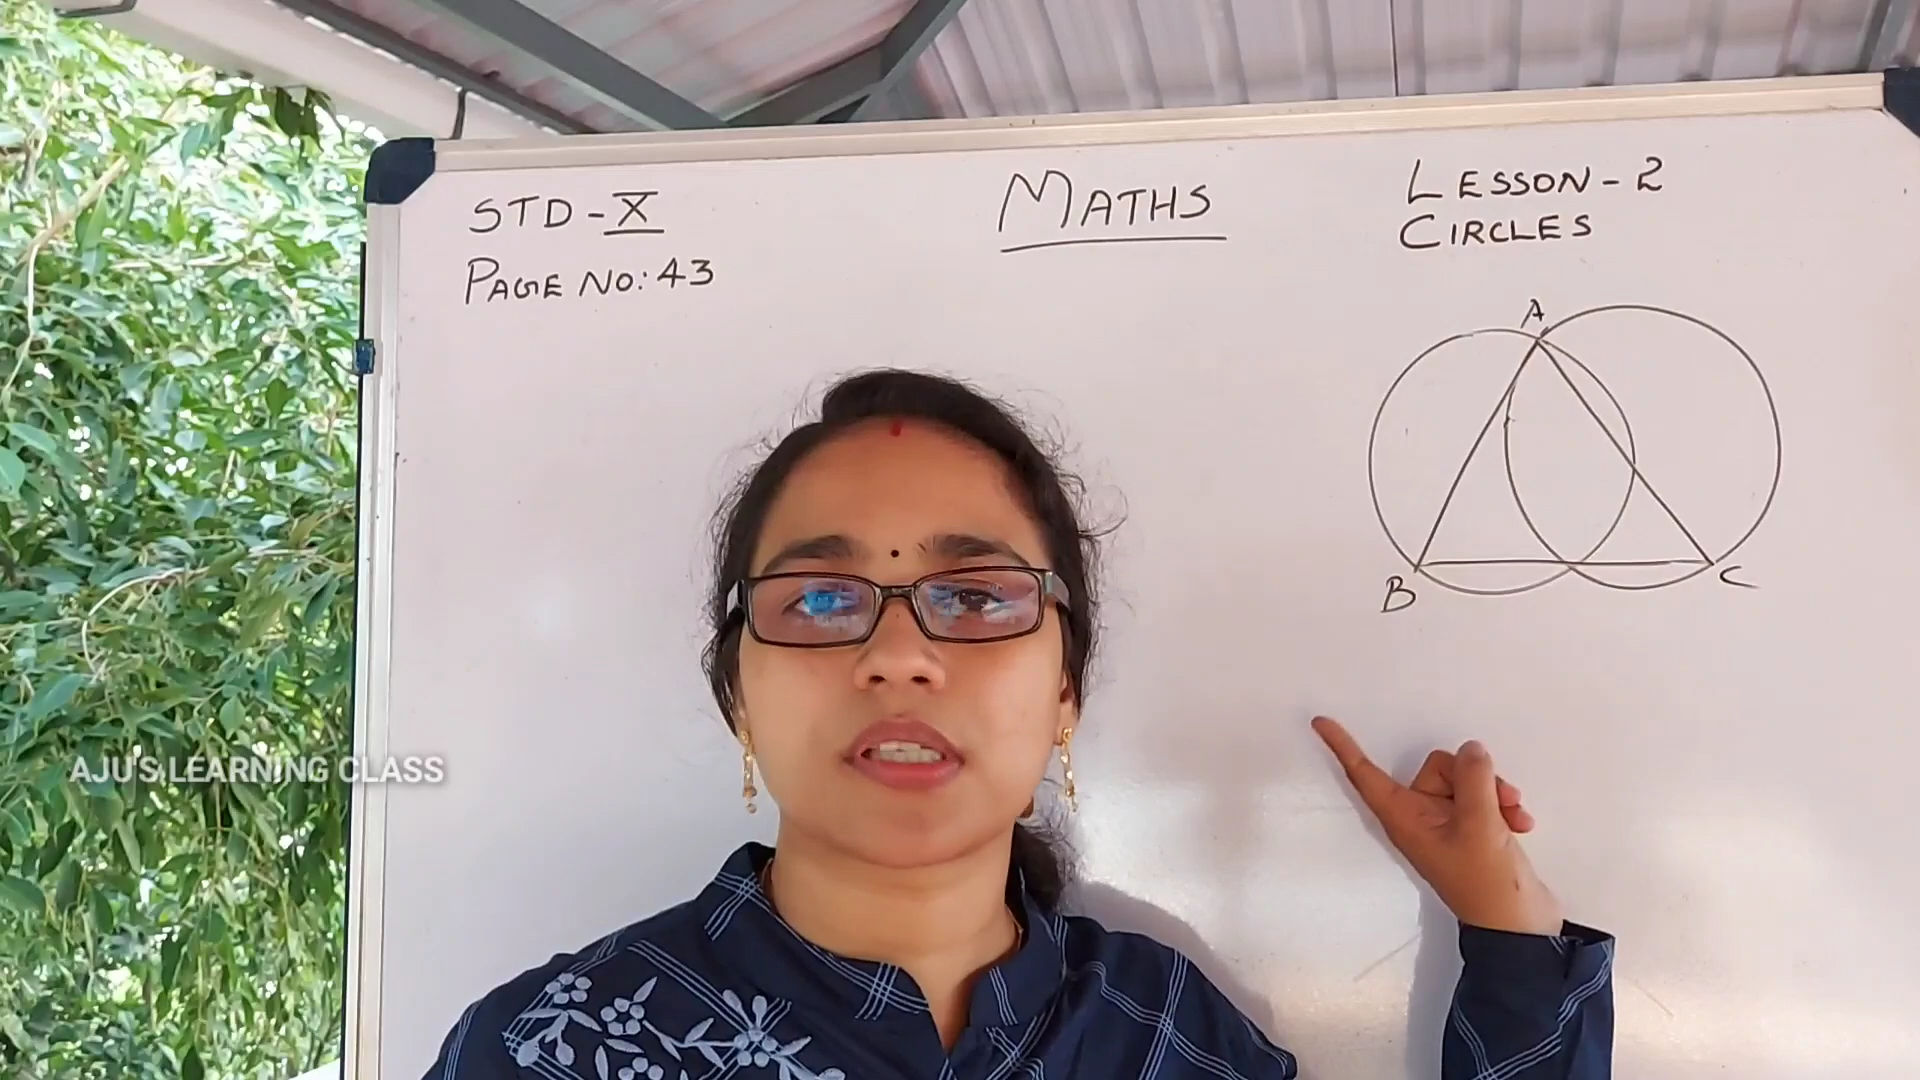 STD - X
MATHS
LESSON - 2
CIRCLES
PAGE NO: 43
A
B
C
AJU'S LEARNING CLASS